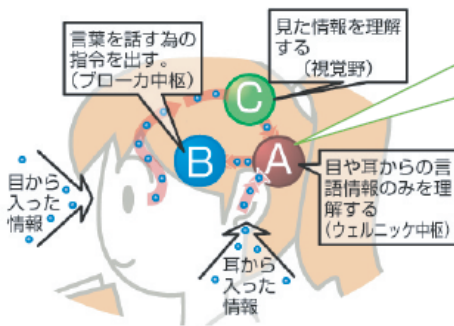 言葉を話す為の
指令を出す。
(ブローカ中枢)
見た情報を理解
する
(視覚野)
C
B
A
目や耳からの言
語情報のみを理
解する
(ウェルニッケ中枢)
目から
入った
情報
耳から
入った
情報